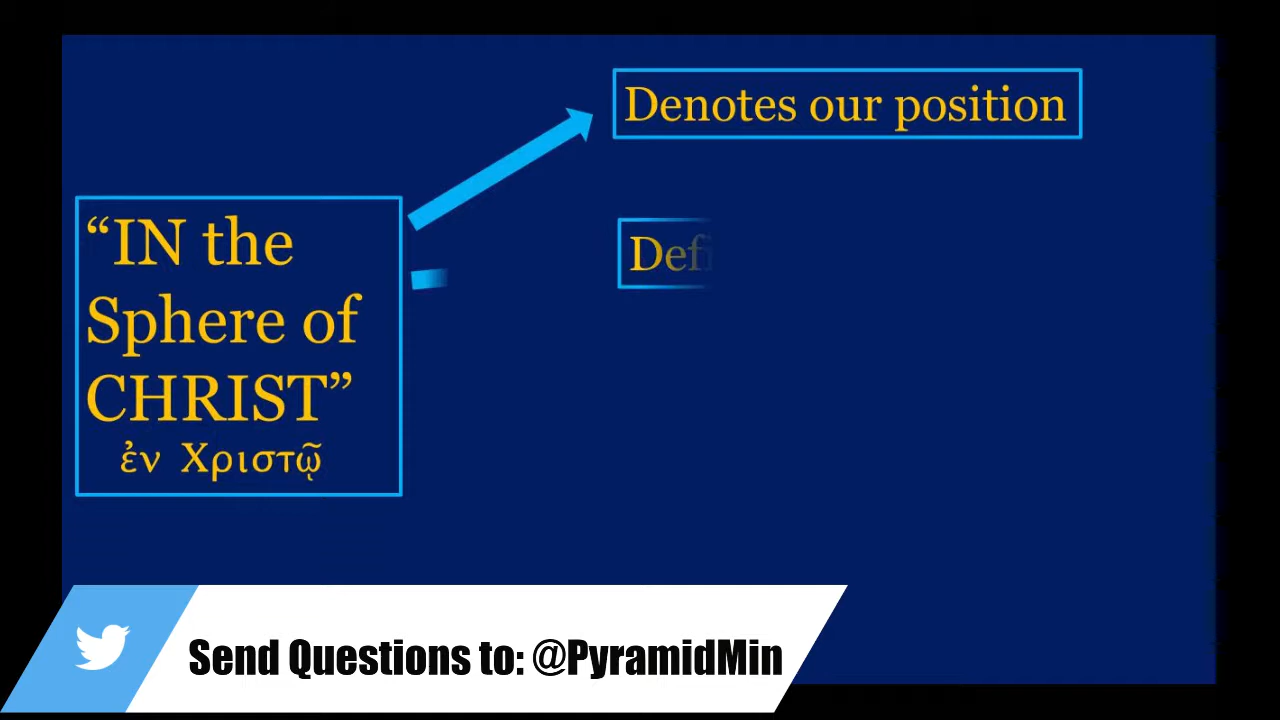 Denotes our position
“IN the
Sphere of
CHRIST”
ἐν Χριστῷ
Send Questions to: @PyramidMin